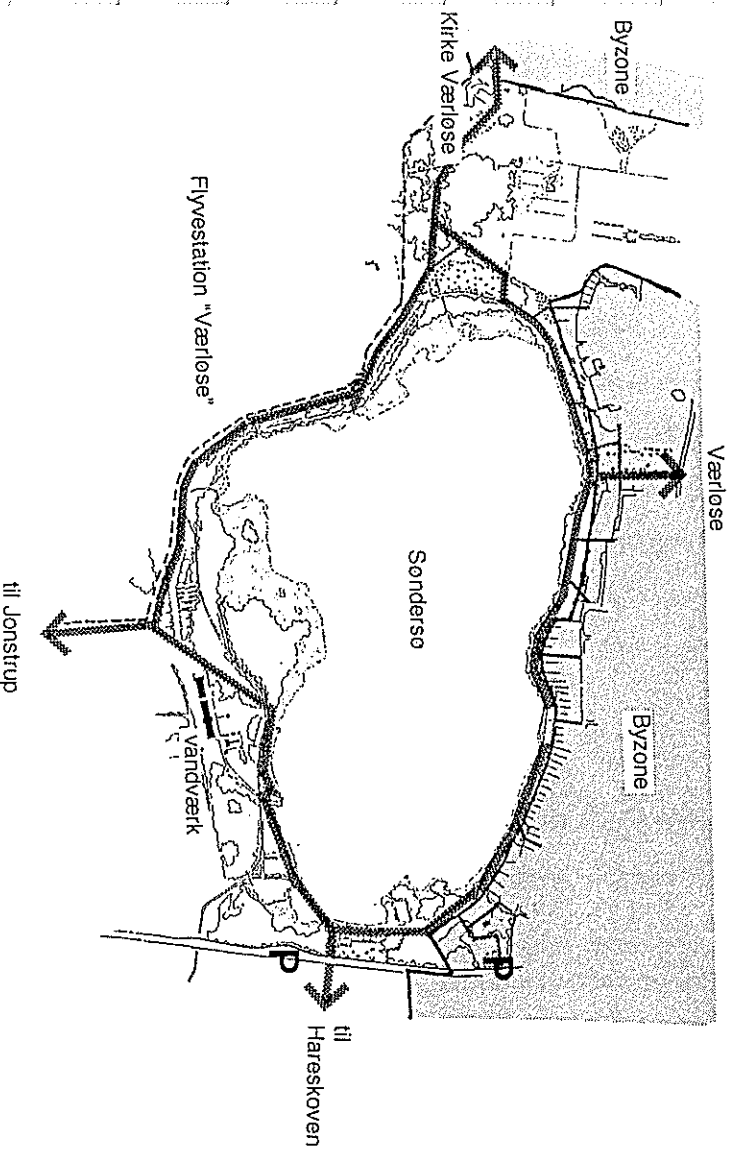 Værløse
Byzone
Byzone
Kirke Værløse
Søndersø
Flyvestation "Værløse"
vandværk
P
P
til
Hareskoven
til Jonstrup